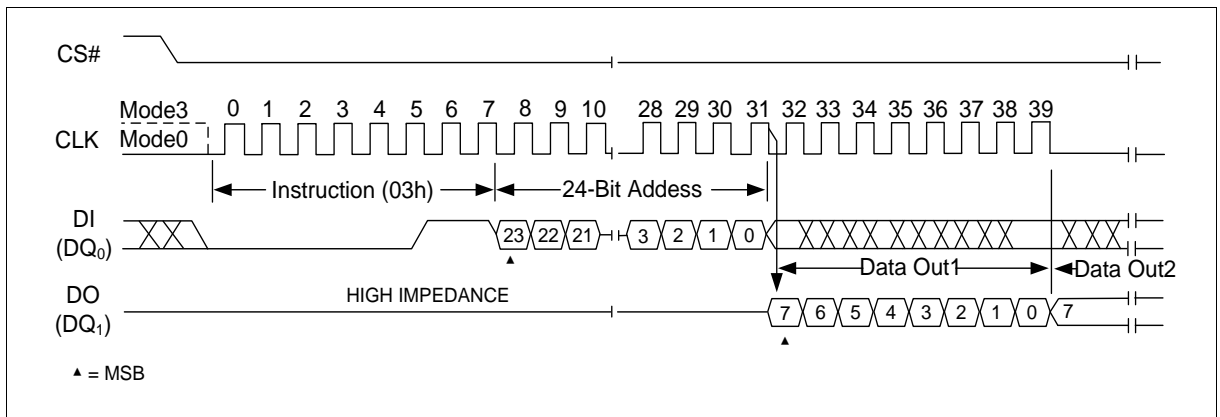 CS#
Mode3 0 1 2 3 4 5 6 7 8 9 10 28 29 30 31 32 33 34 35 36 37 38 39
CLK Mode0
Instruction (03h) 24-Bit Addess
DI
(DQ0) 23 22 21 3 2 1 0
Data Out1 Data Out2
DO HIGH IMPEDANCE
(DQ1) 7 6 5 4 3 2 1 0 7
▲ = MSB